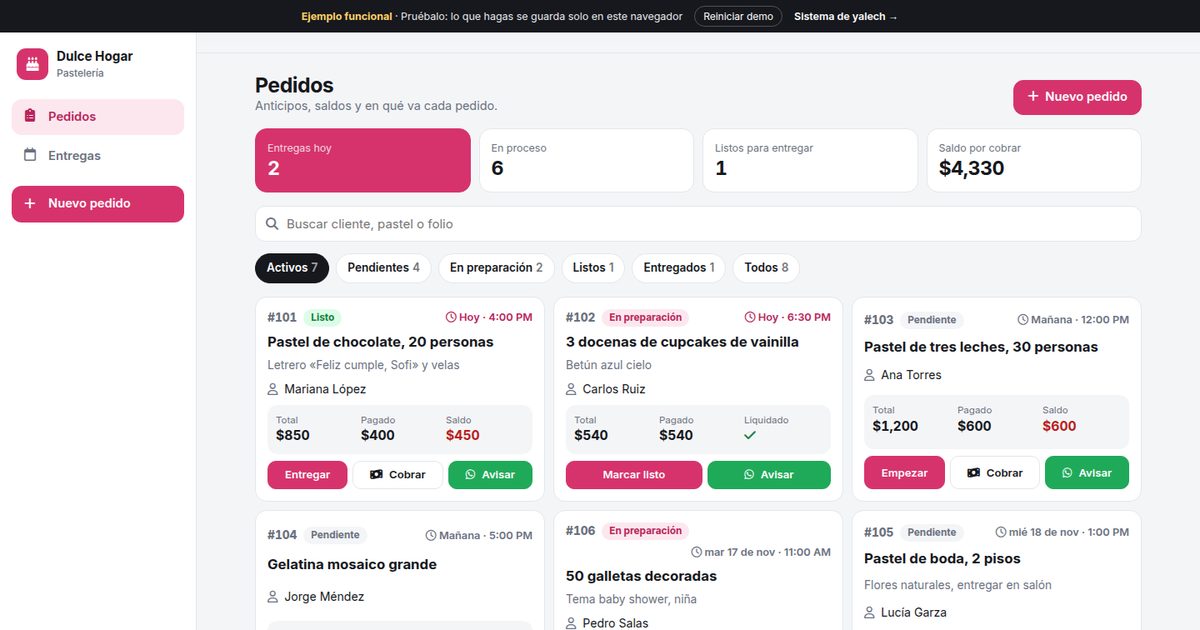 Ejemplo funcional · Pruébalo: lo que hagas se guarda solo en este navegador
Reiniciar demo
Sistema de yalech →
Dulce Hogar
Pastelería
Pedidos
Entregas
+ Nuevo pedido
Pedidos
Anticipos, saldos y en qué va cada pedido.
+ Nuevo pedido
Entregas hoy
2
En proceso
6
Listos para entregar
1
Saldo por cobrar
$4,330
Buscar cliente, pastel o folio
Activos 7
Pendientes 4
En preparación 2
Listos 1
Entregados 1
Todos 8
#101 Listo Hoy · 4:00 PM
Pastel de chocolate, 20 personas
Letrero «Feliz cumple, Sofi» y velas
Mariana López
Total Pagado Saldo
$850 $400 $450
Entregar Cobrar Avisar
#102 En preparación Hoy · 6:30 PM
3 docenas de cupcakes de vainilla
Betún azul cielo
Carlos Ruiz
Total Pagado Liquidado
$540 $540 ✓
Marcar listo Avisar
#103 Pendiente Mañana · 12:00 PM
Pastel de tres leches, 30 personas
Ana Torres
Total Pagado Saldo
$1,200 $600 $600
Empezar Cobrar Avisar
#104 Pendiente Mañana · 5:00 PM
Gelatina mosaico grande
Jorge Méndez
#106 En preparación
mar 17 de nov · 11:00 AM
50 galletas decoradas
Tema baby shower, niña
Pedro Salas
#105 Pendiente mié 18 de nov · 1:00 PM
Pastel de boda, 2 pisos
Flores naturales, entregar en salón
Lucía Garza